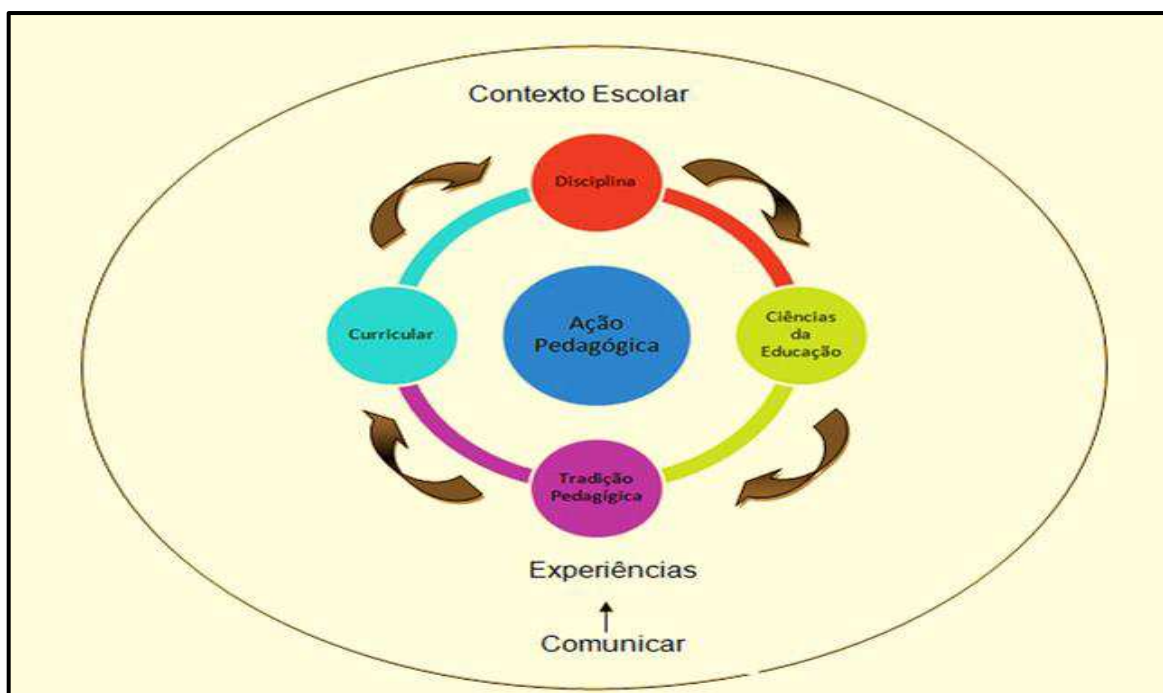 Contexto Escolar
Disciplina
Curricular
Ação
Pedagógica
Ciências
da
Educação
Tradição
Pedagígica
Experiências
Comunicar